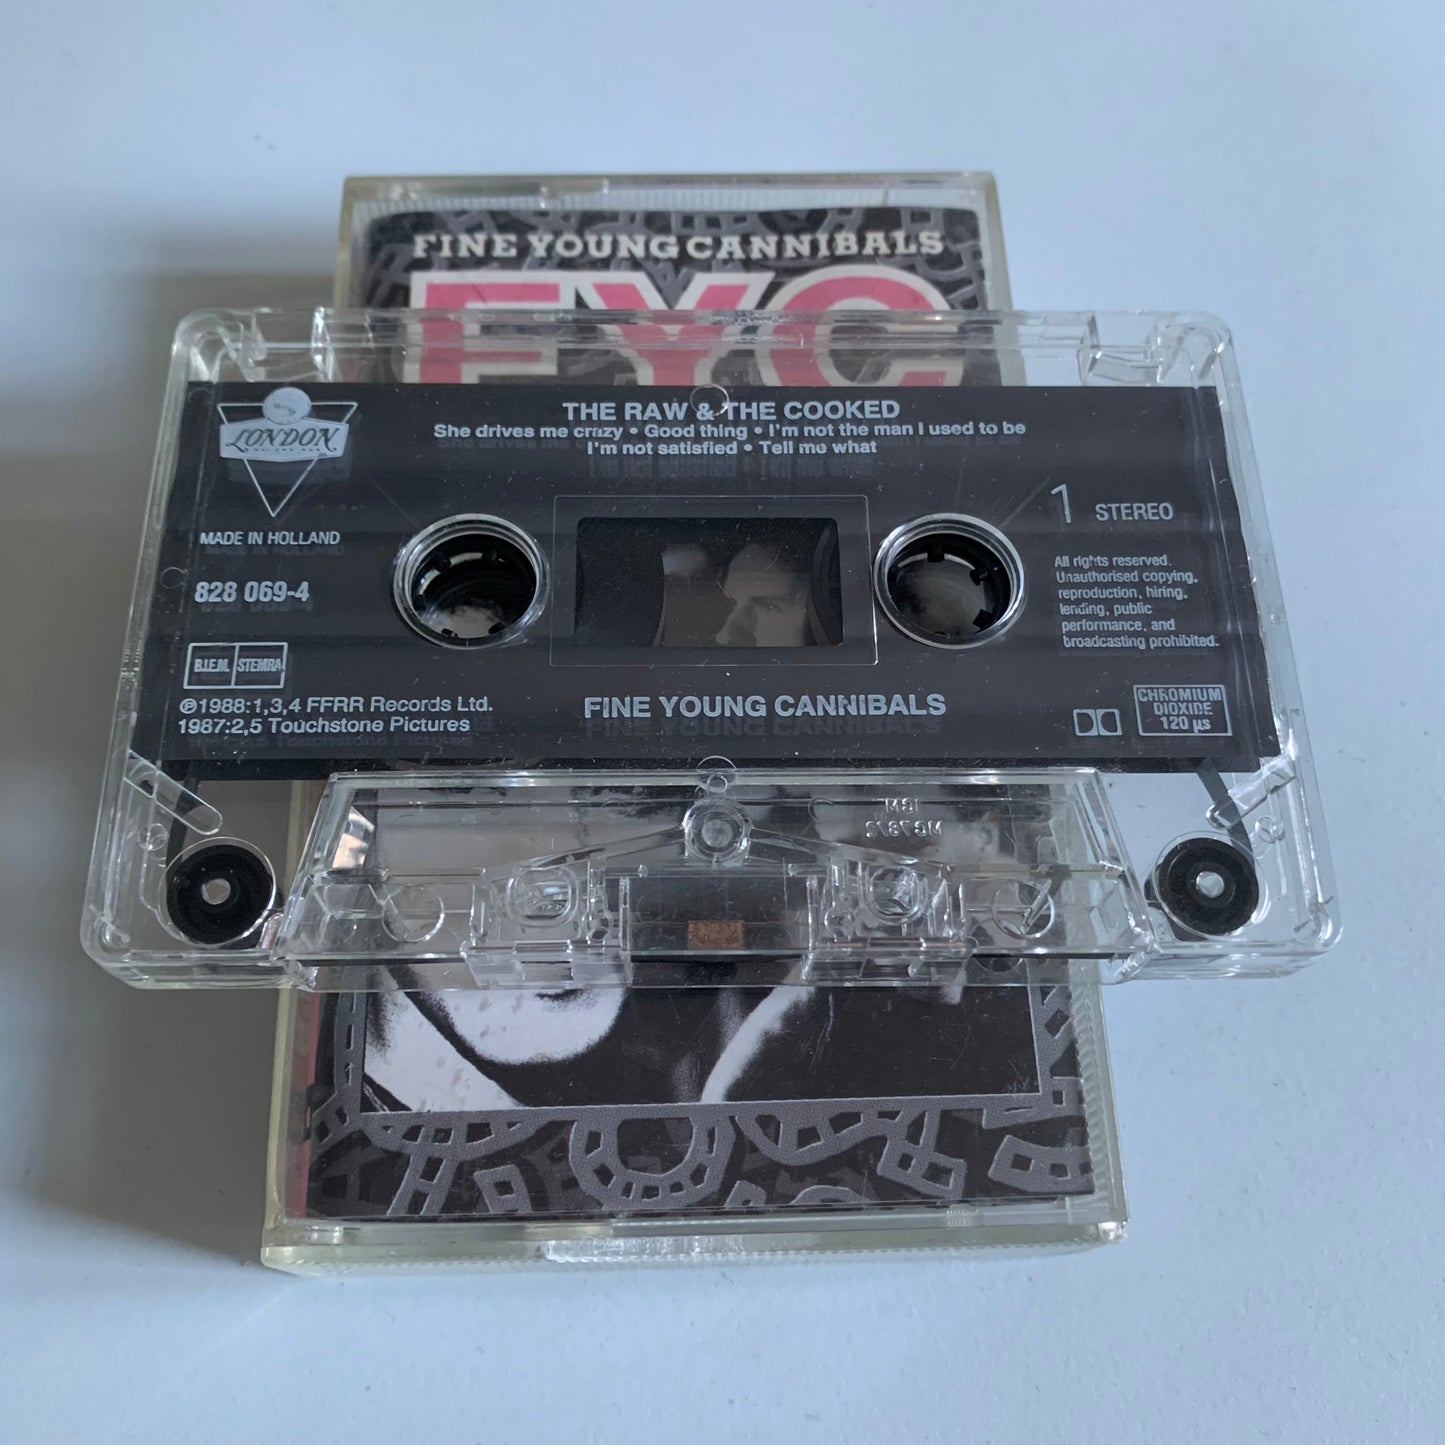 FINE YOUNG CANNIBALS
FYC
THE RAW & THE COOKED
She drives me crazy • Good thing • I'm not the man I used to be
I'm not satisfied • Tell me what
LONDON
1 STEREO
MADE IN HOLLAND
828 069-4
All rights reserved.
Unauthorised copying,
reproduction, hiring,
lending, public
performance, and
broadcasting prohibited.
B.I.E.M. STEMRA
℗1988:1,3,4 FFRR Records Ltd.
1987:2,5 Touchstone Pictures
FINE YOUNG CANNIBALS
CHROMIUM
DIOXIDE
120 µs